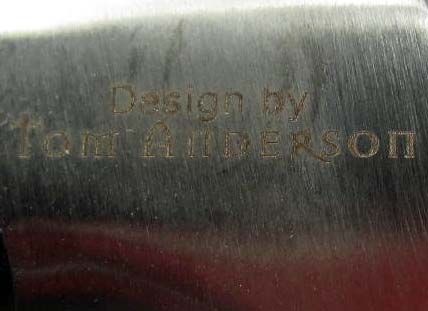 Design by
Tom Anderson